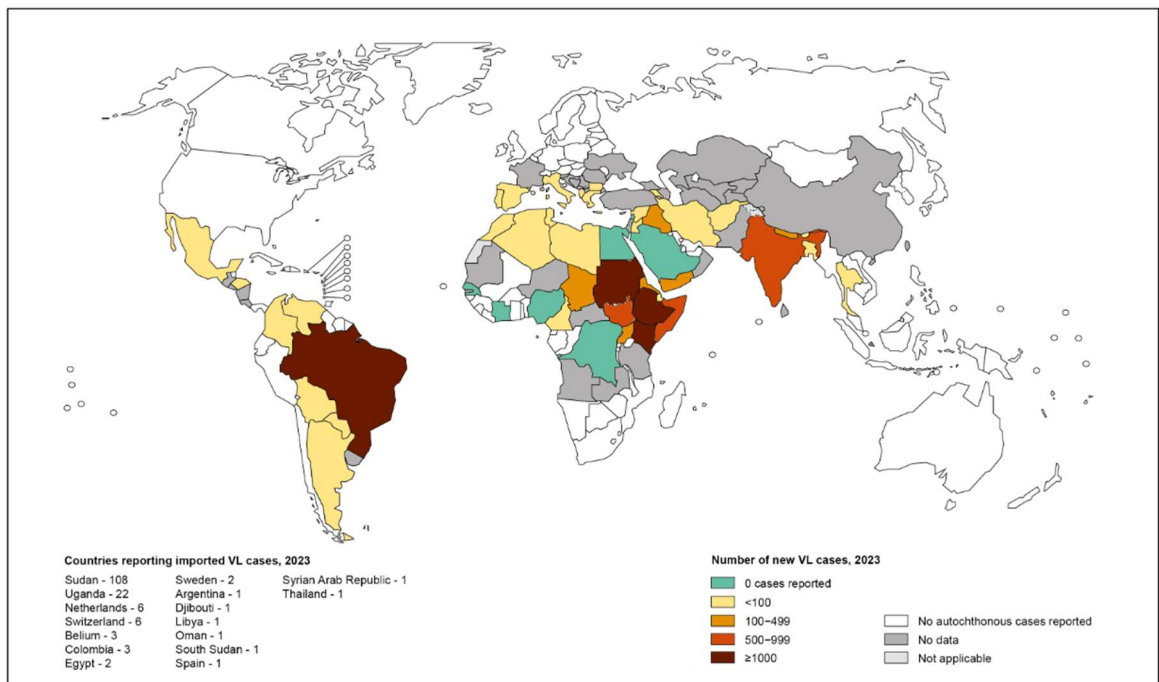 Countries reporting imported VL cases, 2023
Sudan - 108
Uganda - 22
Netherlands - 6
Switzerland - 6
Belium - 3
Colombia - 3
Egypt - 2
Sweden - 2
Argentina - 1
Djibouti - 1
Libya - 1
Oman - 1
South Sudan - 1
Spain - 1
Syrian Arab Republic - 1
Thailand - 1
Number of new VL cases, 2023
0 cases reported
<100
100−499
500−999
≥1000
No autochthonous cases reported
No data
Not applicable